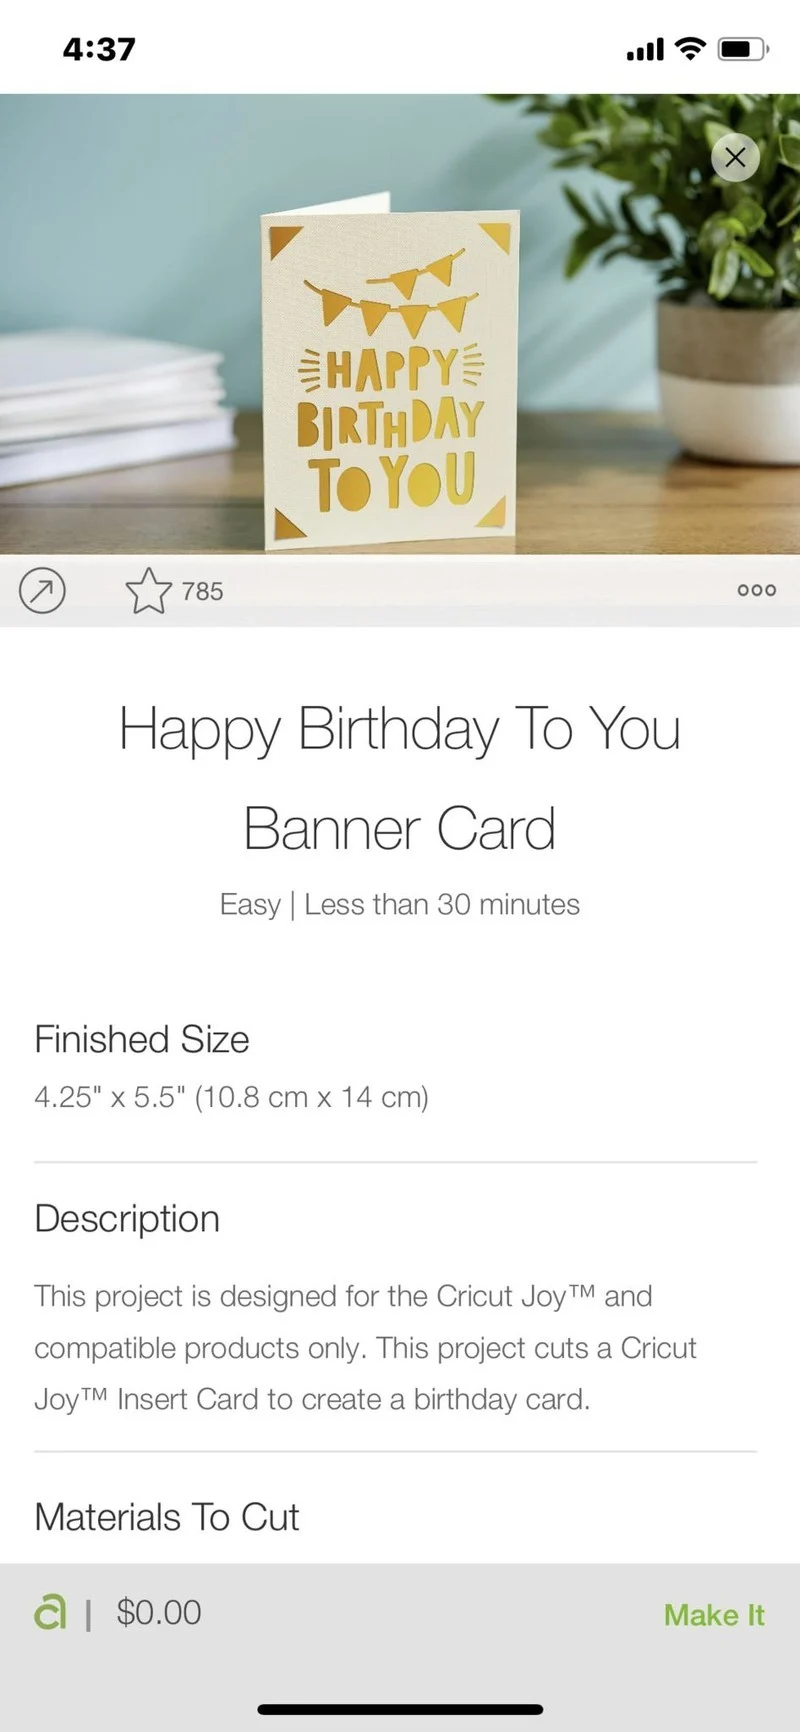 4:37
HAPPY
BIRTHDAY
TO YOU
785
Happy Birthday To You
Banner Card
Easy | Less than 30 minutes
Finished Size
4.25" x 5.5" (10.8 cm x 14 cm)
Description
This project is designed for the Cricut Joy™ and
compatible products only. This project cuts a Cricut
Joy™ Insert Card to create a birthday card.
Materials To Cut
a | $0.00
Make It